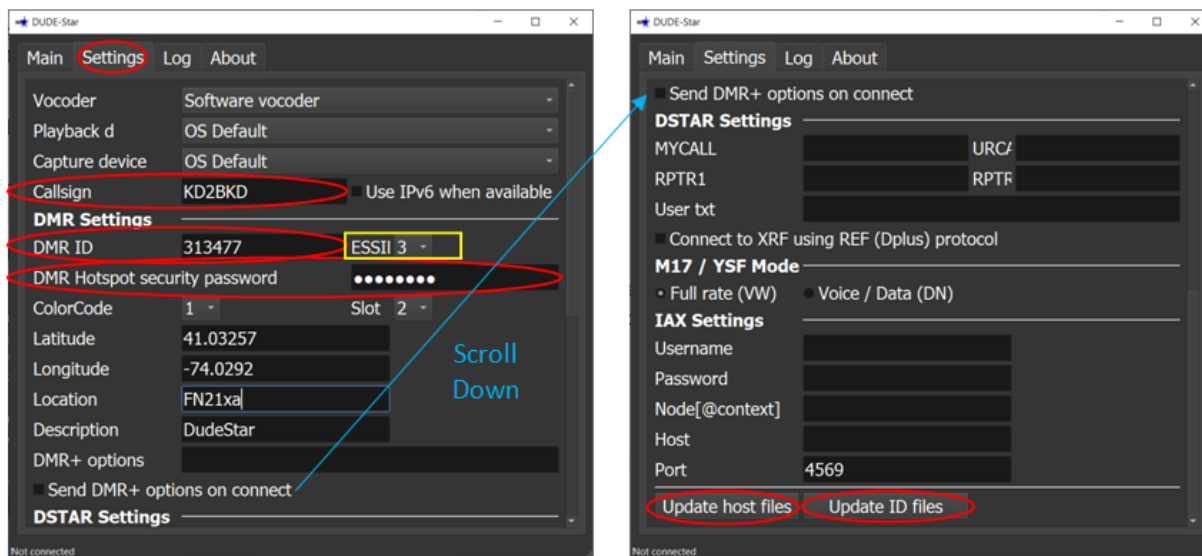 DUDE-Star
Main Settings Log About
Vocoder Software vocoder
Playback d OS Default
Capture device OS Default
Callsign KD2BKD Use IPv6 when available
DMR Settings
DMR ID 313477 ESSII 3
DMR Hotspot security password ●●●●●●●●
ColorCode 1 Slot 2
Latitude 41.03257
Longitude -74.0292
Location FN21xa
Description DudeStar
DMR+ options
Send DMR+ options on connect
DSTAR Settings
Not connected
Scroll
Down
DUDE-Star
Main Settings Log About
Send DMR+ options on connect
DSTAR Settings
MYCALL URCA
RPTR1 RPTR
User txt
Connect to XRF using REF (Dplus) protocol
M17 / YSF Mode
Full rate (VW) Voice / Data (DN)
IAX Settings
Username
Password
Node[@context]
Host
Port 4569
Update host files Update ID files
Not connected